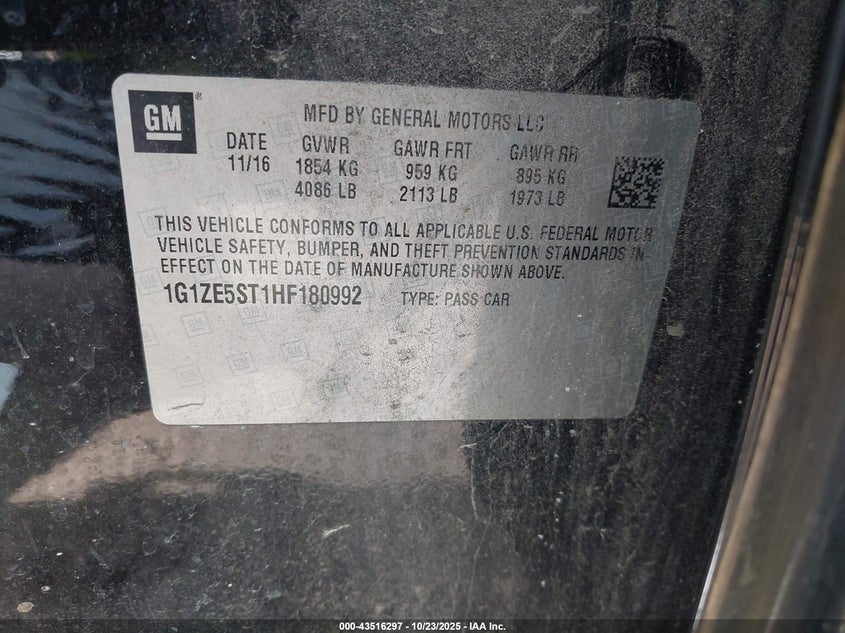 GM
MFD BY GENERAL MOTORS LLC
DATE GVWR GAWR FRT GAWR RR
11/16 1854 KG 959 KG 895 KG
4086 LB 2113 LB 1973 LB
THIS VEHICLE CONFORMS TO ALL APPLICABLE U.S. FEDERAL MOTOR
VEHICLE SAFETY, BUMPER, AND THEFT PREVENTION STANDARDS IN
EFFECT ON THE DATE OF MANUFACTURE SHOWN ABOVE.
1G1ZE5ST1HF180992 TYPE: PASS CAR
000-43516297 - 10/23/2025 - IAA Inc.